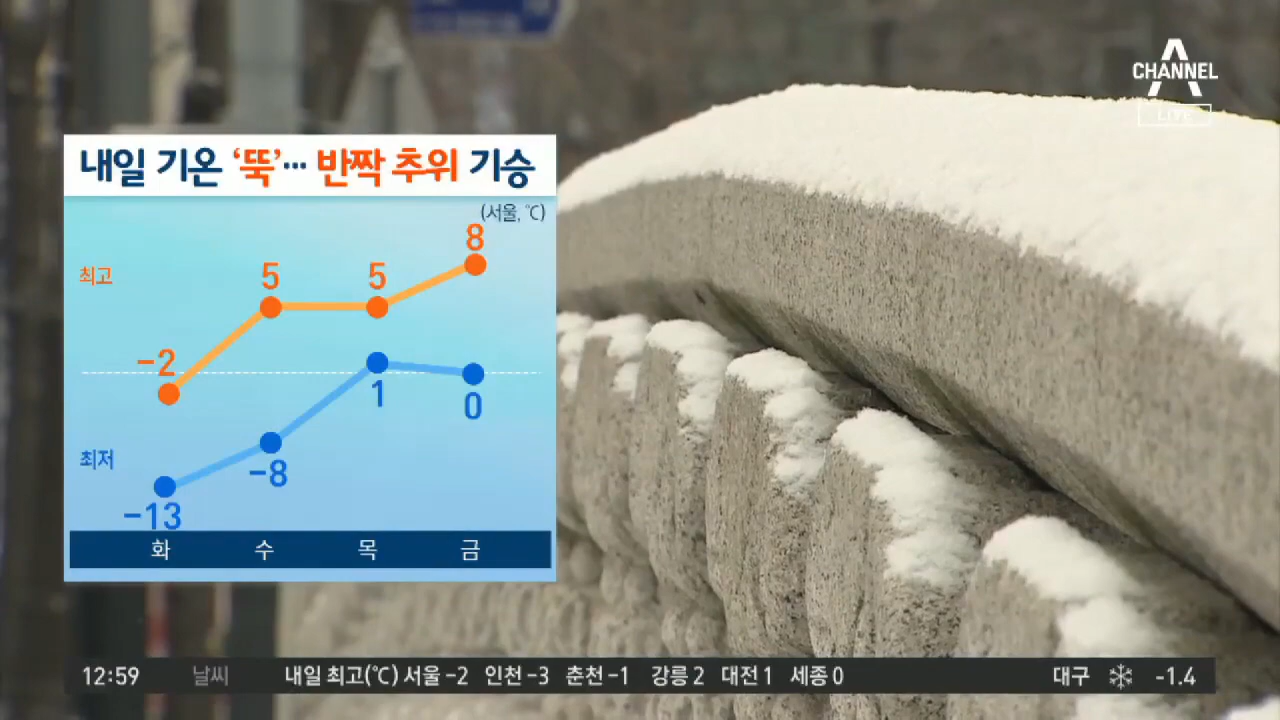 CHANNEL A
LIVE
내일 기온 ‘뚝’… 반짝 추위 기승
(서울, ℃)
최고
-2
5
5
8
최저
-13
-8
1
0
화 수 목 금
12:59 날씨 내일 최고(℃) 서울 -2 인천 -3 춘천 -1 강릉 2 대전 1 세종 0 대구 -1.4